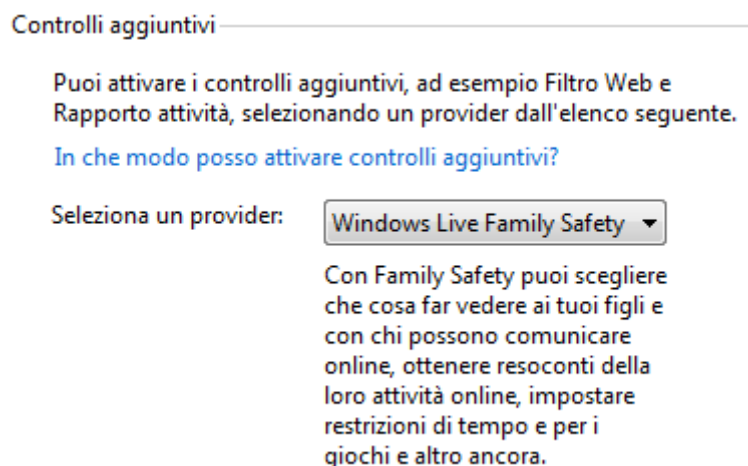 Controlli aggiuntivi
Puoi attivare i controlli aggiuntivi, ad esempio Filtro Web e
Rapporto attività, selezionando un provider dall'elenco seguente.
In che modo posso attivare controlli aggiuntivi?
Seleziona un provider: Windows Live Family Safety
Con Family Safety puoi scegliere
che cosa far vedere ai tuoi figli e
con chi possono comunicare
online, ottenere resoconti della
loro attività online, impostare
restrizioni di tempo e per i
giochi e altro ancora.